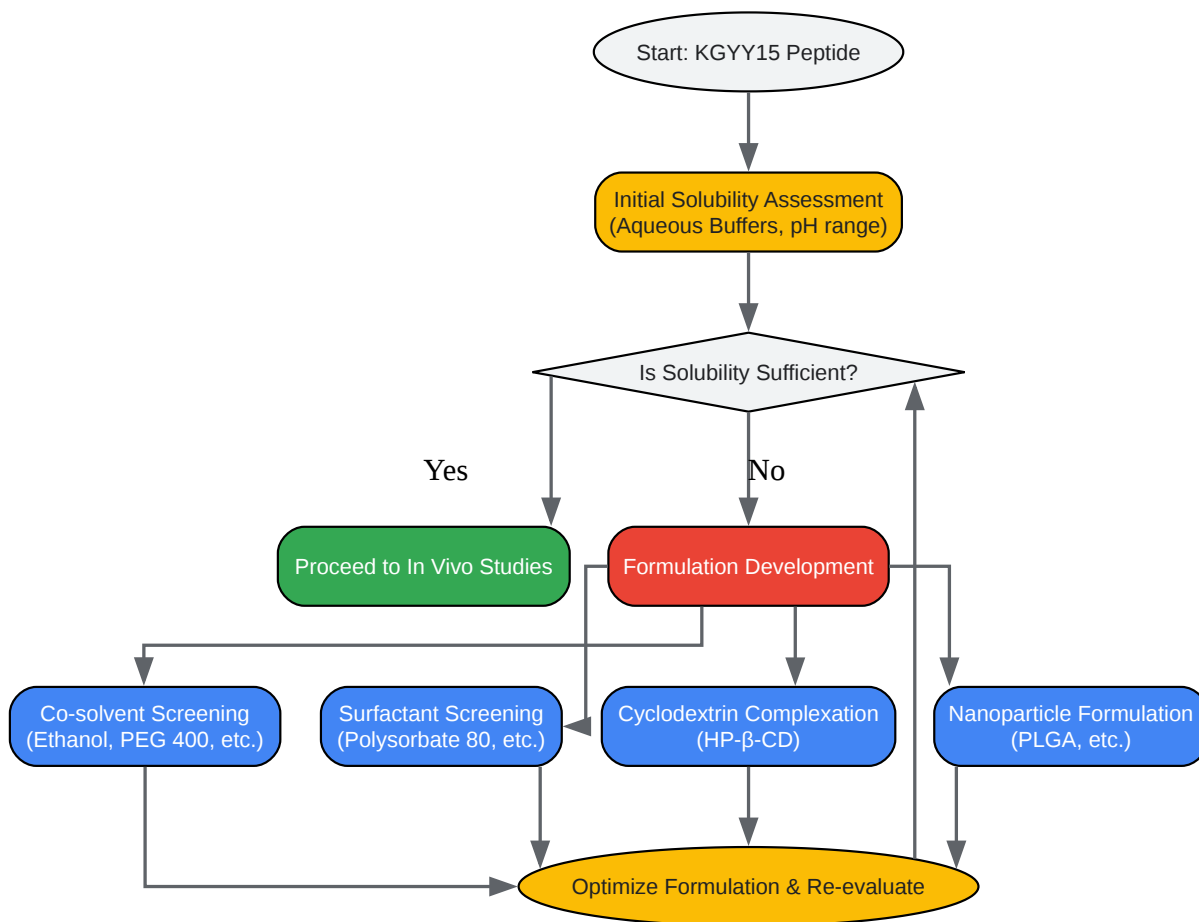 Start: KGYY15 Peptide
Initial Solubility Assessment
(Aqueous Buffers, pH range)
Is Solubility Sufficient?
Yes
No
Proceed to In Vivo Studies
Formulation Development
Co-solvent Screening
(Ethanol, PEG 400, etc.)
Surfactant Screening
(Polysorbate 80, etc.)
Cyclodextrin Complexation
(HP-β-CD)
Nanoparticle Formulation
(PLGA, etc.)
Optimize Formulation & Re-evaluate